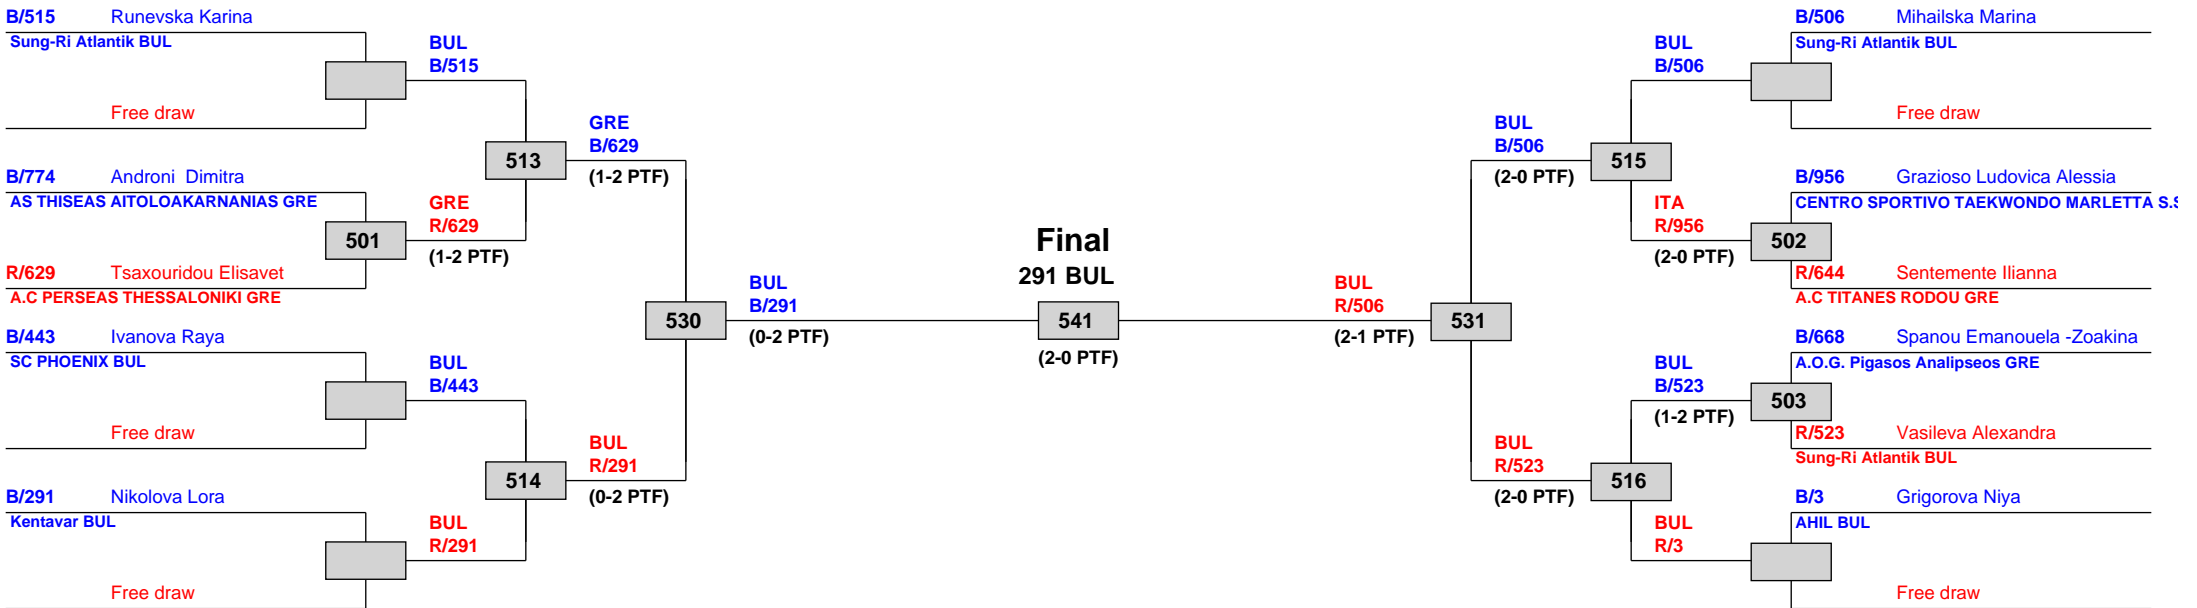 B/515 Runevska Karina
Sung-Ri Atlantik BUL
Free draw
B/774 Androni  Dimitra
AS THISEAS AITOLOAKARNANIAS GRE
R/629 Tsaxouridou Elisavet
A.C PERSEAS THESSALONIKI GRE
B/443 Ivanova Raya
SC PHOENIX BUL
Free draw
B/291 Nikolova Lora
Kentavar BUL
Free draw
BUL
B/515
501
GRE
R/629
(1-2 PTF)
BUL
B/443
BUL
R/291
513
GRE
B/629
(1-2 PTF)
514
BUL
R/291
(0-2 PTF)
530
BUL
B/291
(0-2 PTF)
Final
291 BUL
541
(2-0 PTF)
BUL
R/506
(2-1 PTF)
531
BUL
B/506
(2-0 PTF)
515
BUL
R/523
(2-0 PTF)
516
BUL
B/506
ITA
R/956
(2-0 PTF)
502
BUL
B/523
(1-2 PTF)
503
BUL
R/3
B/506 Mihailska Marina
Sung-Ri Atlantik BUL
Free draw
B/956 Grazioso Ludovica Alessia
CENTRO SPORTIVO TAEKWONDO MARLETTA S.S
R/644 Sentemente Ilianna
A.C TITANES RODOU GRE
B/668 Spanou Emanouela -Zoakina
A.O.G. Pigasos Analipseos GRE
R/523 Vasileva Alexandra
Sung-Ri Atlantik BUL
B/3 Grigorova Niya
AHIL BUL
Free draw